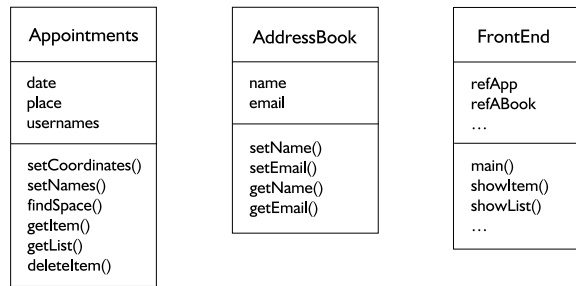 Appointments
date
place
usernames
setCoordinates()
setNames()
findSpace()
getItem()
getList()
deleteItem()
AddressBook
name
email
setName()
setEmail()
getName()
getEmail()
FrontEnd
refApp
refABook
…
main()
showItem()
showList()
…